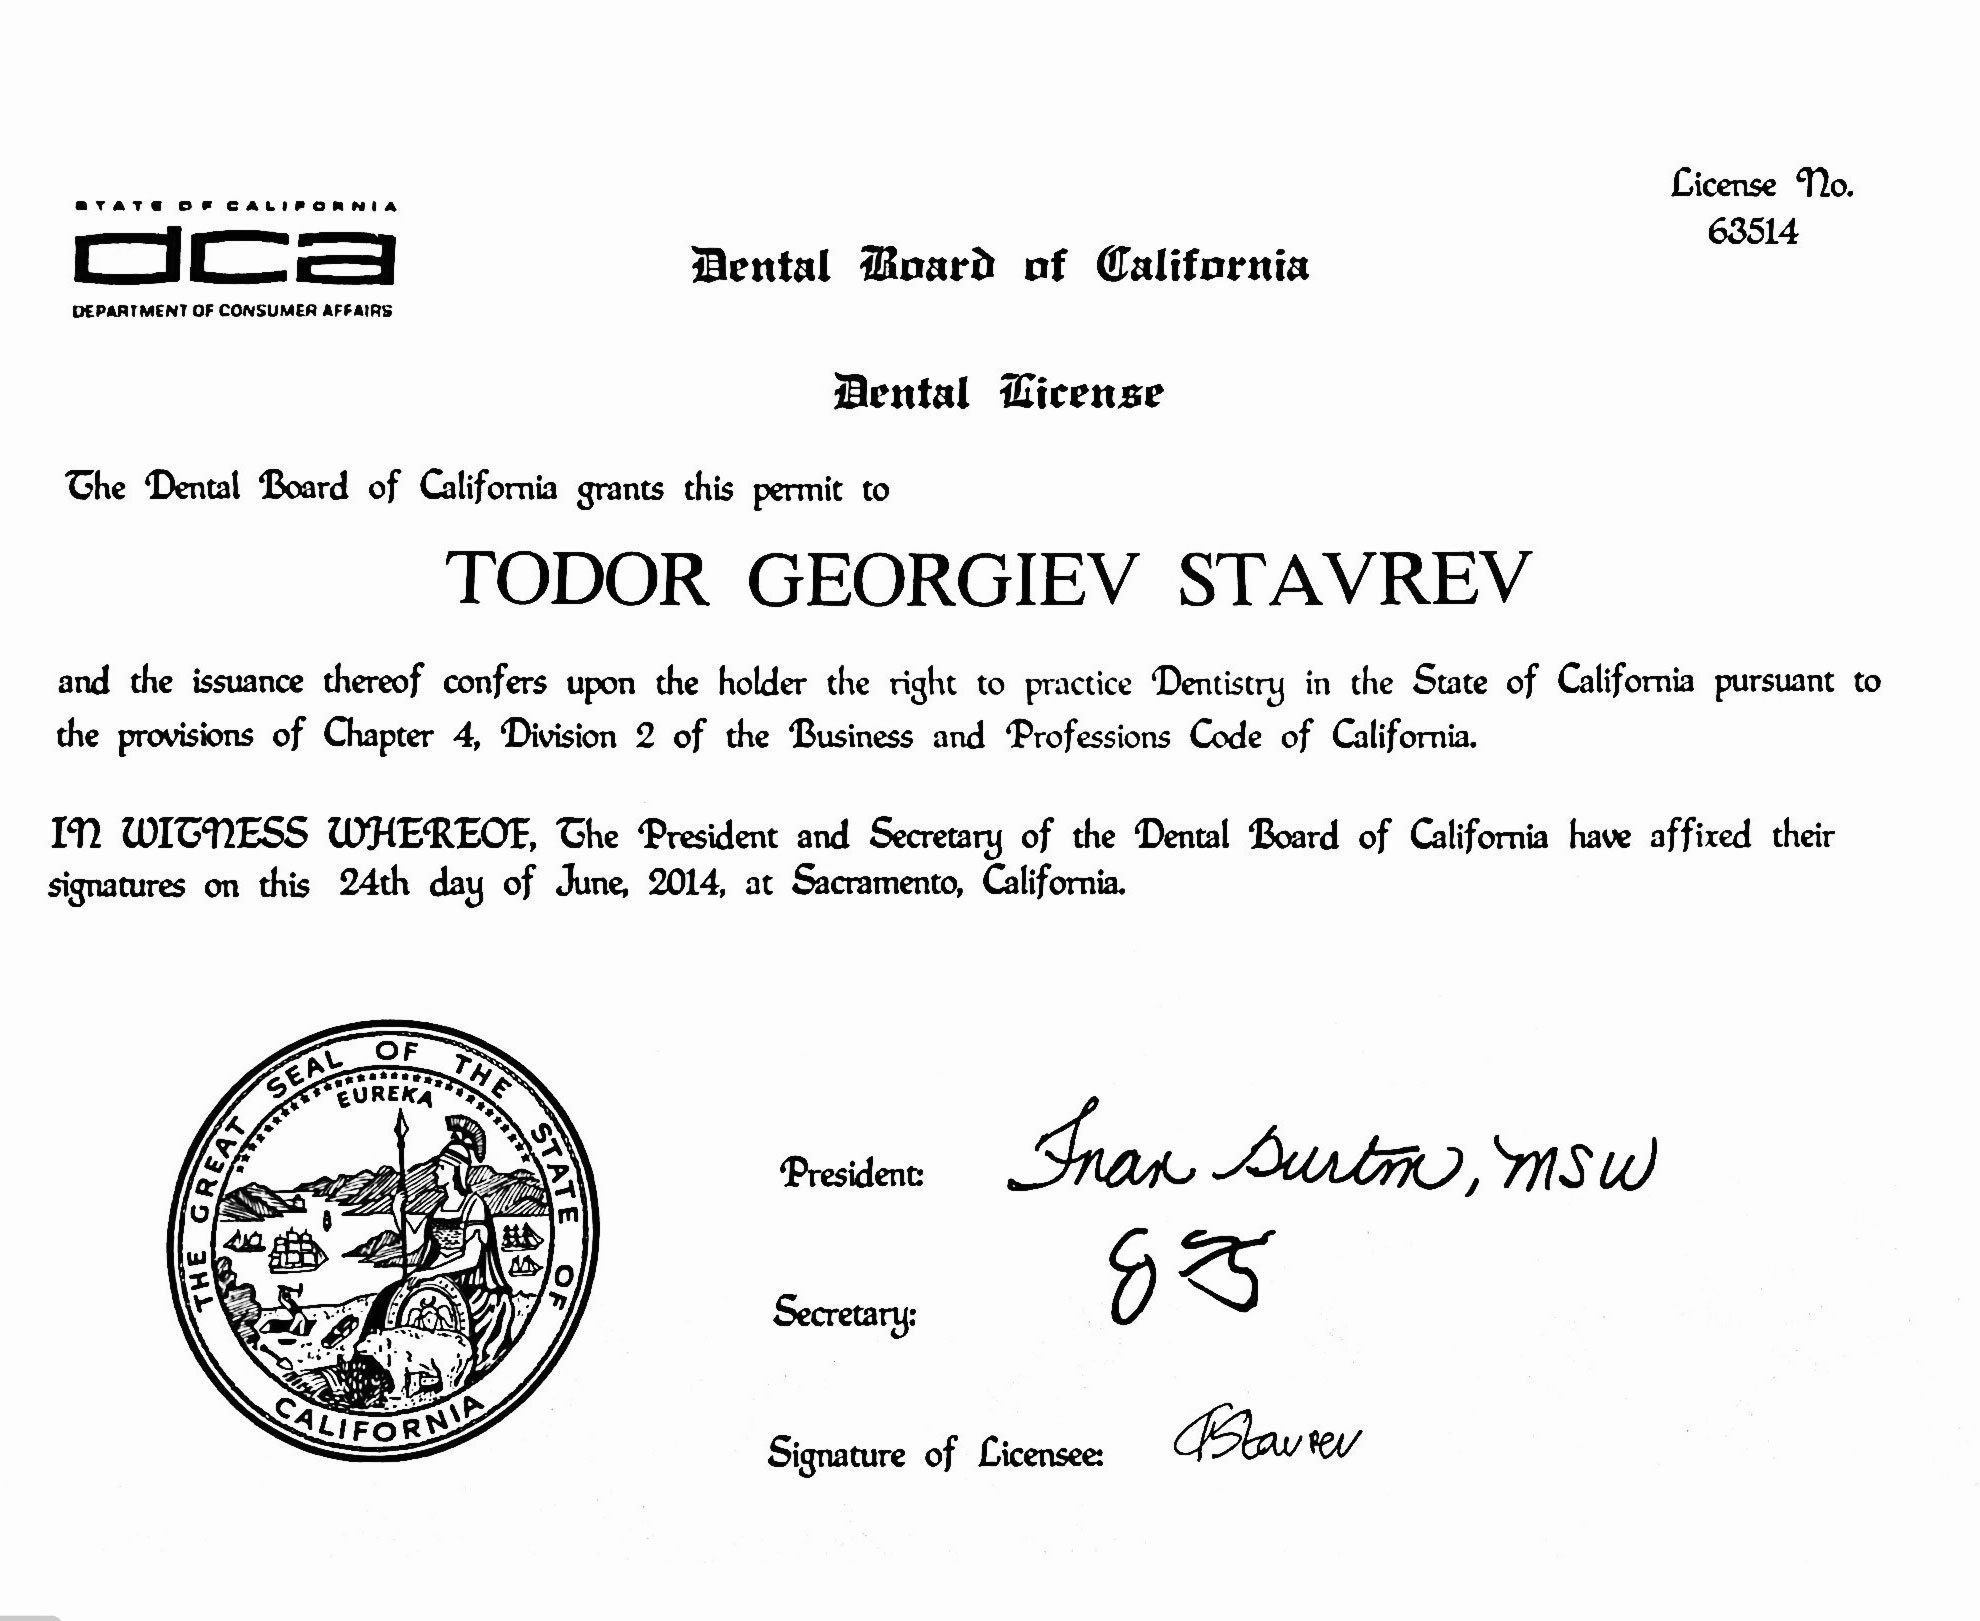 STATE OF CALIFORNIA
dca
DEPARTMENT OF CONSUMER AFFAIRS
License No.
63514
Dental Board of California
Dental License
The Dental Board of California grants this permit to
TODOR GEORGIEV STAVREV
and the issuance thereof confers upon the holder the right to practice Dentistry in the State of California pursuant to
the provisions of Chapter 4, Division 2 of the Business and Professions Code of California.
IN WITNESS WHEREOF, The President and Secretary of the Dental Board of California have affixed their
signatures on this 24th day of June, 2014, at Sacramento, California.
THE GREAT SEAL OF THE STATE OF CALIFORNIA
EUREKA
President: Fran Burton, MSW
Secretary:
Signature of Licensee: TGStavrev